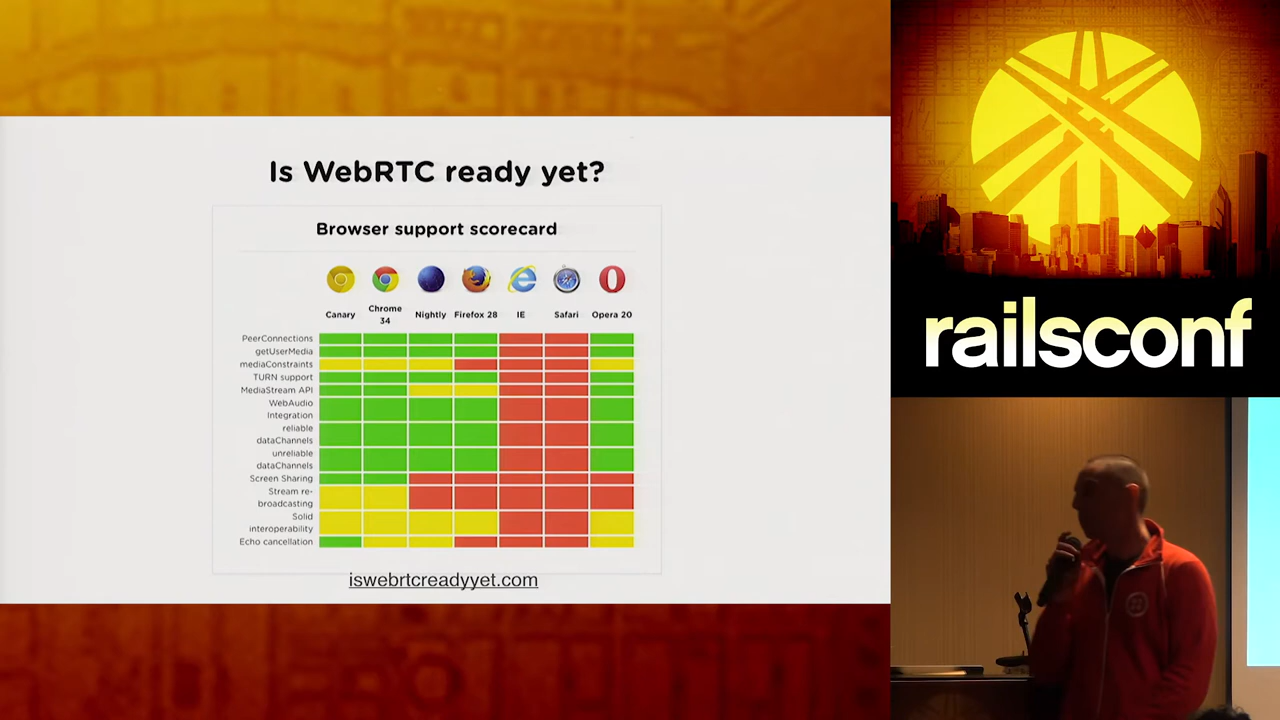 Is WebRTC ready yet?
Browser support scorecard
Canary
Chrome
34
Nightly
Firefox 28
IE
Safari
Opera 20
PeerConnections
getUserMedia
mediaConstraints
TURN support
MediaStream API
WebAudio
Integration
reliable
dataChannels
unreliable
dataChannels
Screen Sharing
Stream re-
broadcasting
Solid
interoperability
Echo cancellation
iswebrtcreadyyet.com
railsconf